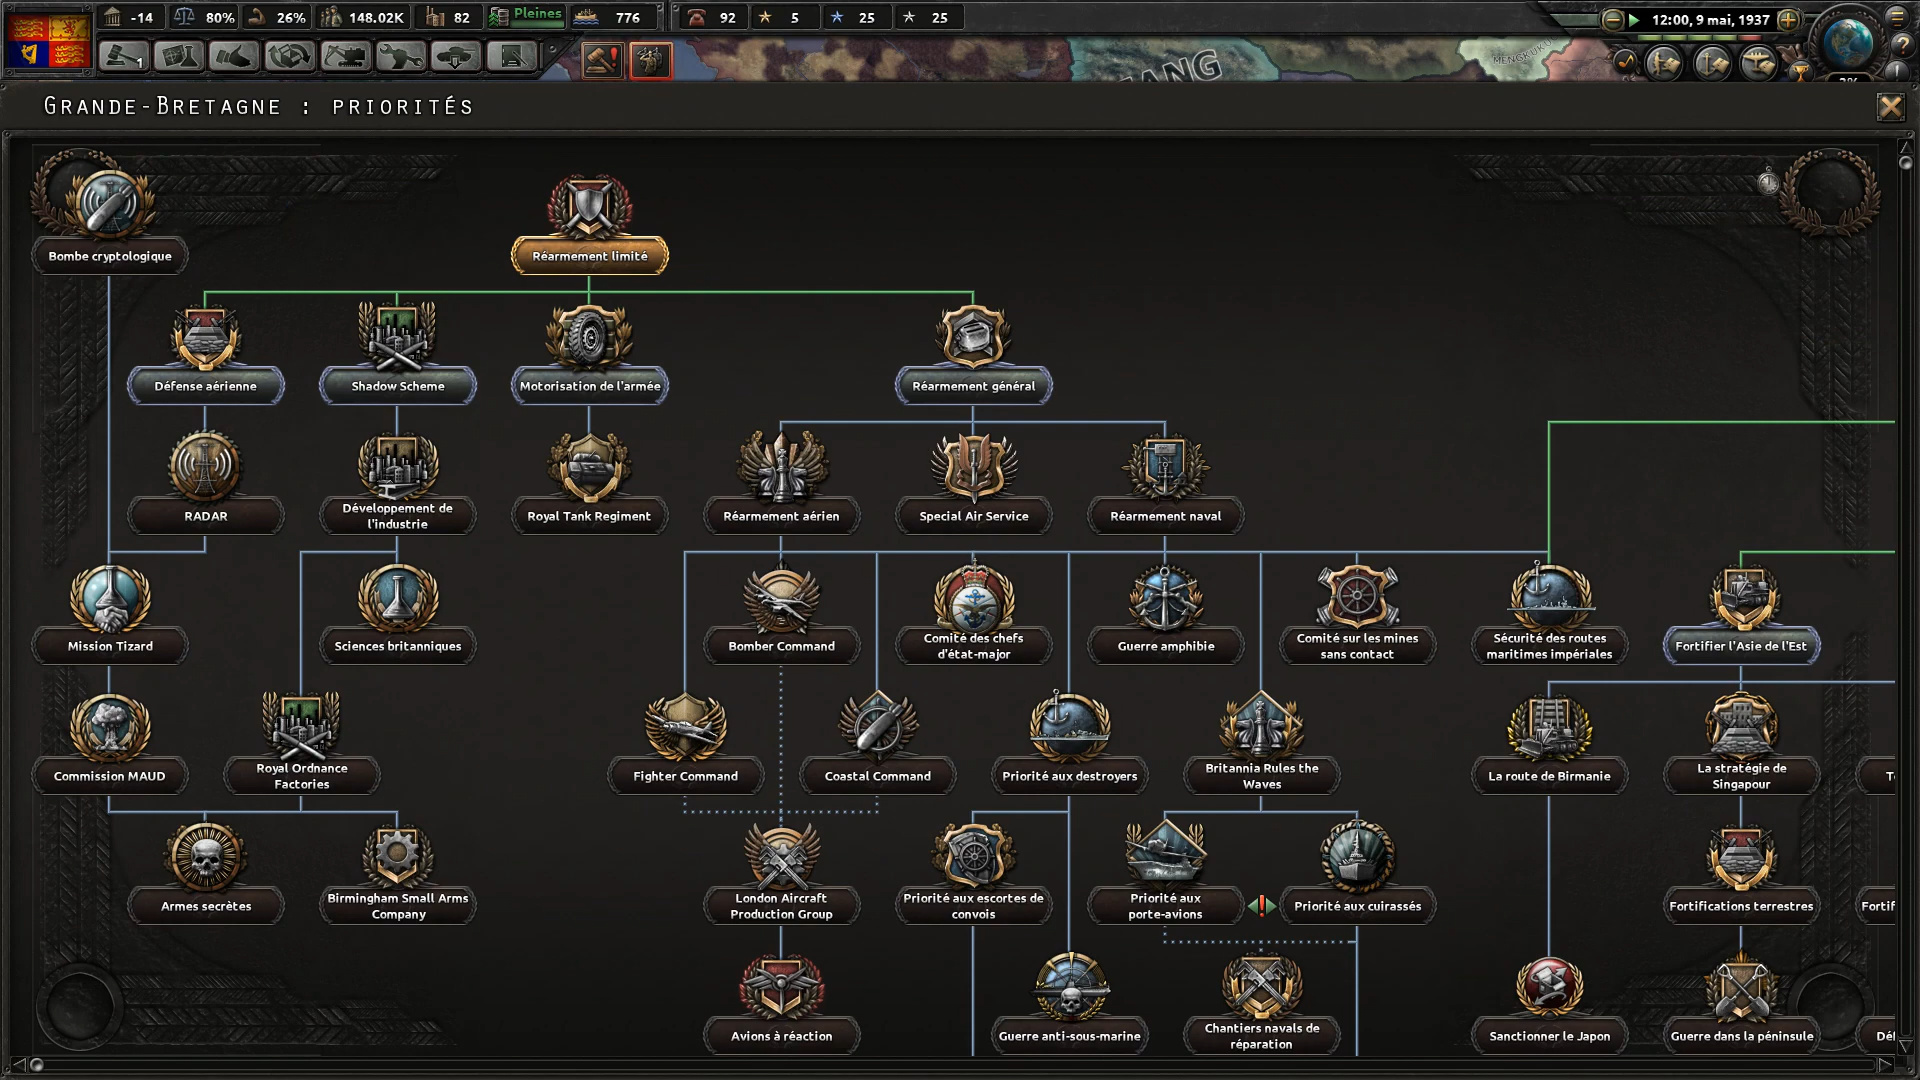 -14
80%
26%
148.02K
82
Pleines
776
92
5
25
25
12:00, 9 mai, 1937
1
ANG
MENGKUKUO
GRANDE-BRETAGNE : PRIORITÉS
Bombe cryptologique
Réarmement limité
Défense aérienne
Shadow Scheme
Motorisation de l'armée
Réarmement général
RADAR
Développement de
l'industrie
Royal Tank Regiment
Réarmement aérien
Special Air Service
Réarmement naval
Mission Tizard
Sciences britanniques
Bomber Command
Comité des chefs
d'état-major
Guerre amphibie
Comité sur les mines
sans contact
Sécurité des routes
maritimes impériales
Fortifier l'Asie de l'Est
Commission MAUD
Royal Ordnance
Factories
Fighter Command
Coastal Command
Priorité aux destroyers
Britannia Rules the
Waves
La route de Birmanie
La stratégie de
Singapour
Armes secrètes
Birmingham Small Arms
Company
London Aircraft
Production Group
Priorité aux escortes de
convois
Priorité aux
porte-avions
Priorité aux cuirassés
Fortifications terrestres
Fortif
Avions à réaction
Guerre anti-sous-marine
Chantiers navals de
réparation
Sanctionner le Japon
Guerre dans la péninsule